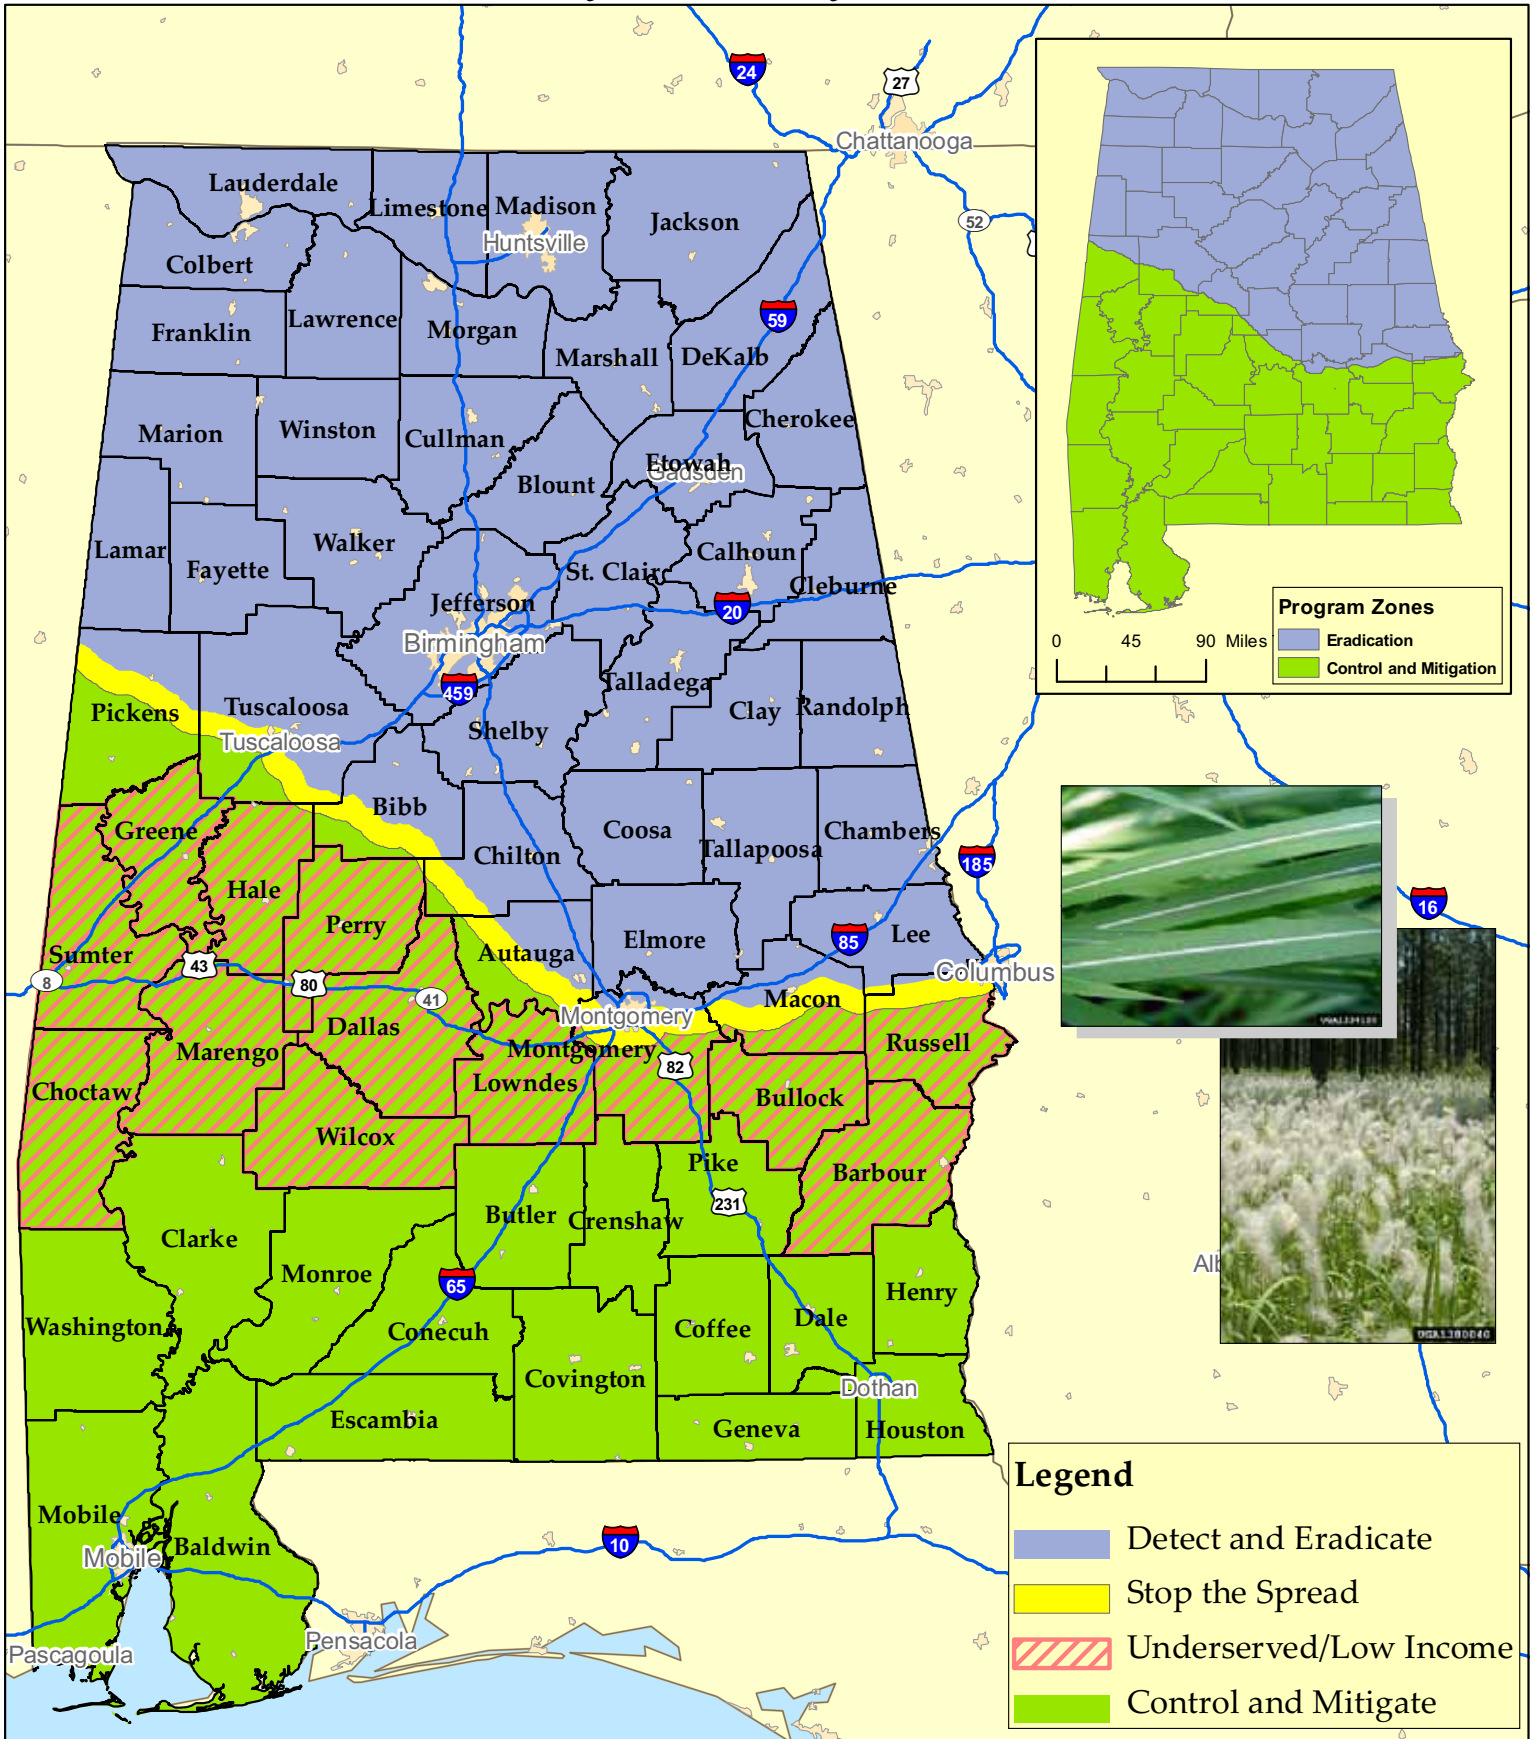 24
27
Chattanooga
52
Lauderdale
Limestone
Madison
Jackson
Huntsville
Colbert
Franklin
Lawrence
Morgan
59
Marshall
DeKalb
Marion
Winston
Cullman
Cherokee
Etowah
Gadsden
Blount
Lamar
Fayette
Walker
Calhoun
St. Clair
Cleburne
Jefferson
20
Birmingham
459
Talladega
Pickens
Tuscaloosa
Tuscaloosa
Shelby
Clay
Randolph
Bibb
Greene
Coosa
Chambers
Tallapoosa
Chilton
185
16
Hale
Perry
Sumter
Autauga
Elmore
85
Lee
43
8
80
41
Columbus
Macon
Dallas
Montgomery
Montgomery
Marengo
Russell
82
Choctaw
Lowndes
Bullock
Wilcox
Pike
Barbour
231
Butler
Crenshaw
Clarke
Monroe
65
Henry
Washington
Conecuh
Coffee
Dale
Covington
Dothan
Escambia
Geneva
Houston
Mobile
Mobile
Baldwin
10
Pensacola
Pascagoula
Program Zones
Eradication
Control and Mitigation
0 45 90 Miles
Legend
Detect and Eradicate
Stop the Spread
Underserved/Low Income
Control and Mitigate